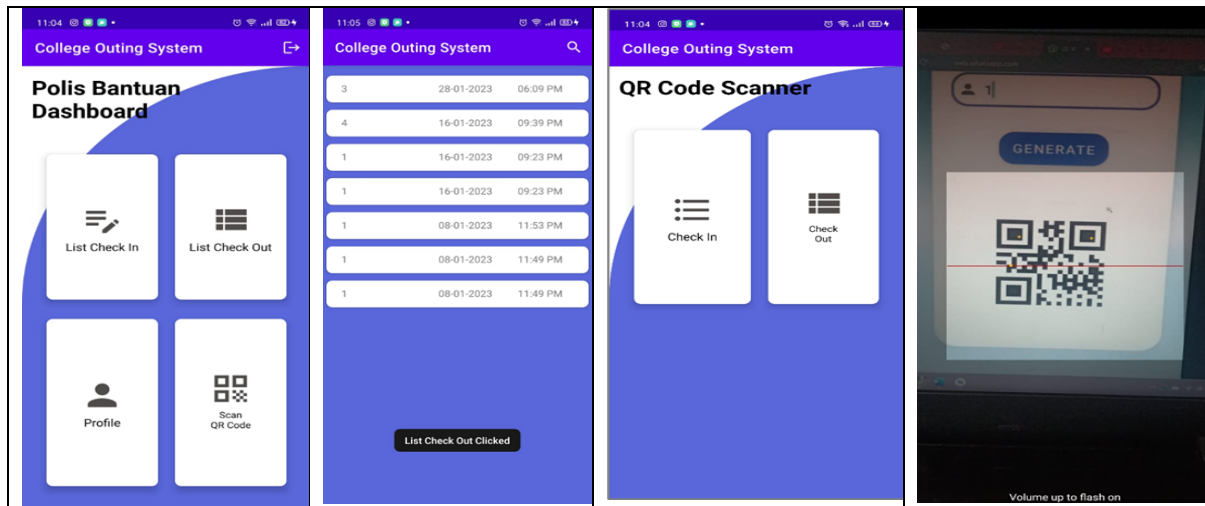 11:04
College Outing System
Polis Bantuan
Dashboard
List Check In
List Check Out
Profile
Scan
QR Code
11:05
College Outing System
3 28-01-2023 06:09 PM
4 16-01-2023 09:39 PM
1 16-01-2023 09:23 PM
1 16-01-2023 09:23 PM
1 08-01-2023 11:53 PM
1 08-01-2023 11:49 PM
1 08-01-2023 11:49 PM
List Check Out Clicked
11:04
College Outing System
QR Code Scanner
Check In
Check
Out
1
GENERATE
Volume up to flash on